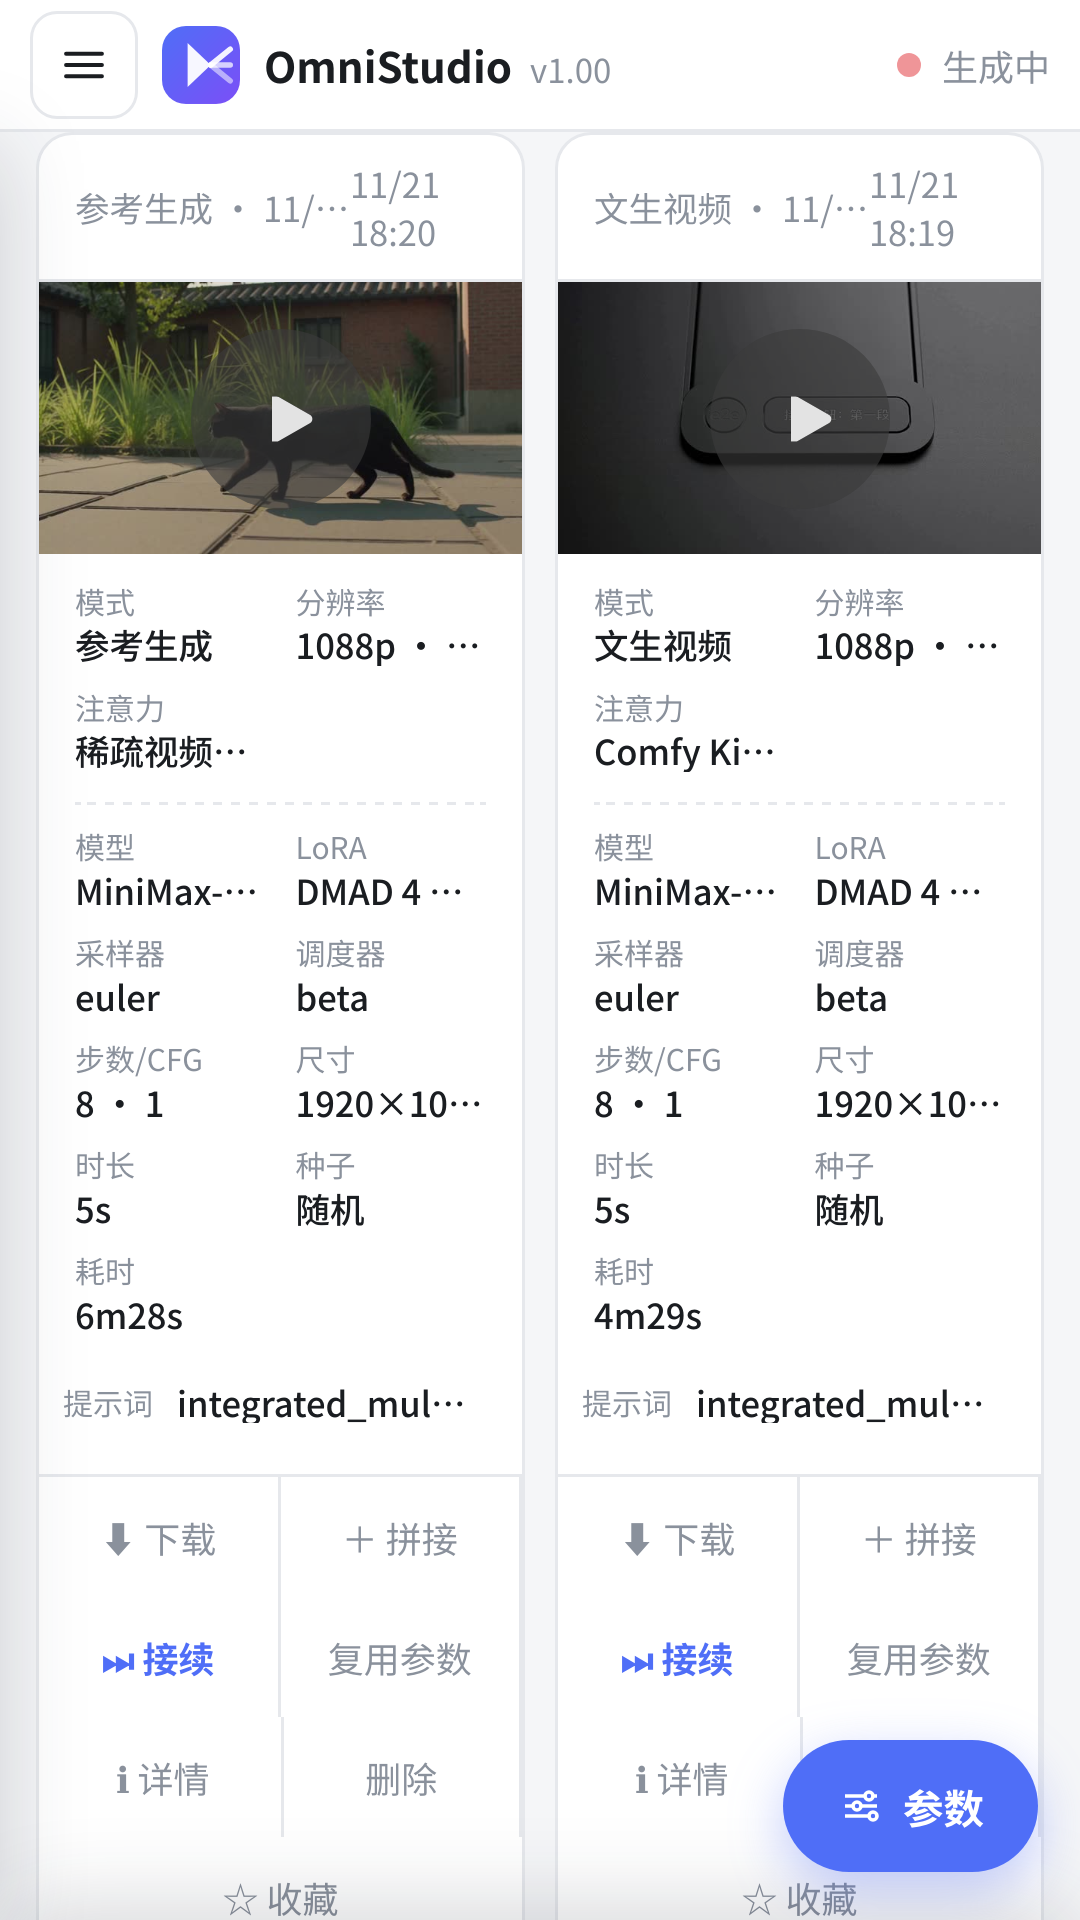 OmniStudio v1.00
生成中
参考生成 · 11/… 11/21 18:20
模式 分辨率
参考生成 1088p · …
注意力
稀疏视频…
模型 LoRA
MiniMax-… DMAD 4 …
采样器 调度器
euler beta
步数/CFG 尺寸
8 · 1 1920×10…
时长 种子
5s 随机
耗时
6m28s
提示词 integrated_mul…
⬇ 下载 + 拼接
⏭ 接续 复用参数
ℹ 详情 删除
☆ 收藏
文生视频 · 11/… 11/21 18:19
模式 分辨率
文生视频 1088p · …
注意力
Comfy Ki…
模型 LoRA
MiniMax-… DMAD 4 …
采样器 调度器
euler beta
步数/CFG 尺寸
8 · 1 1920×10…
时长 种子
5s 随机
耗时
4m29s
提示词 integrated_mul…
⬇ 下载 + 拼接
⏭ 接续 复用参数
ℹ 详情
☆ 收藏
参数